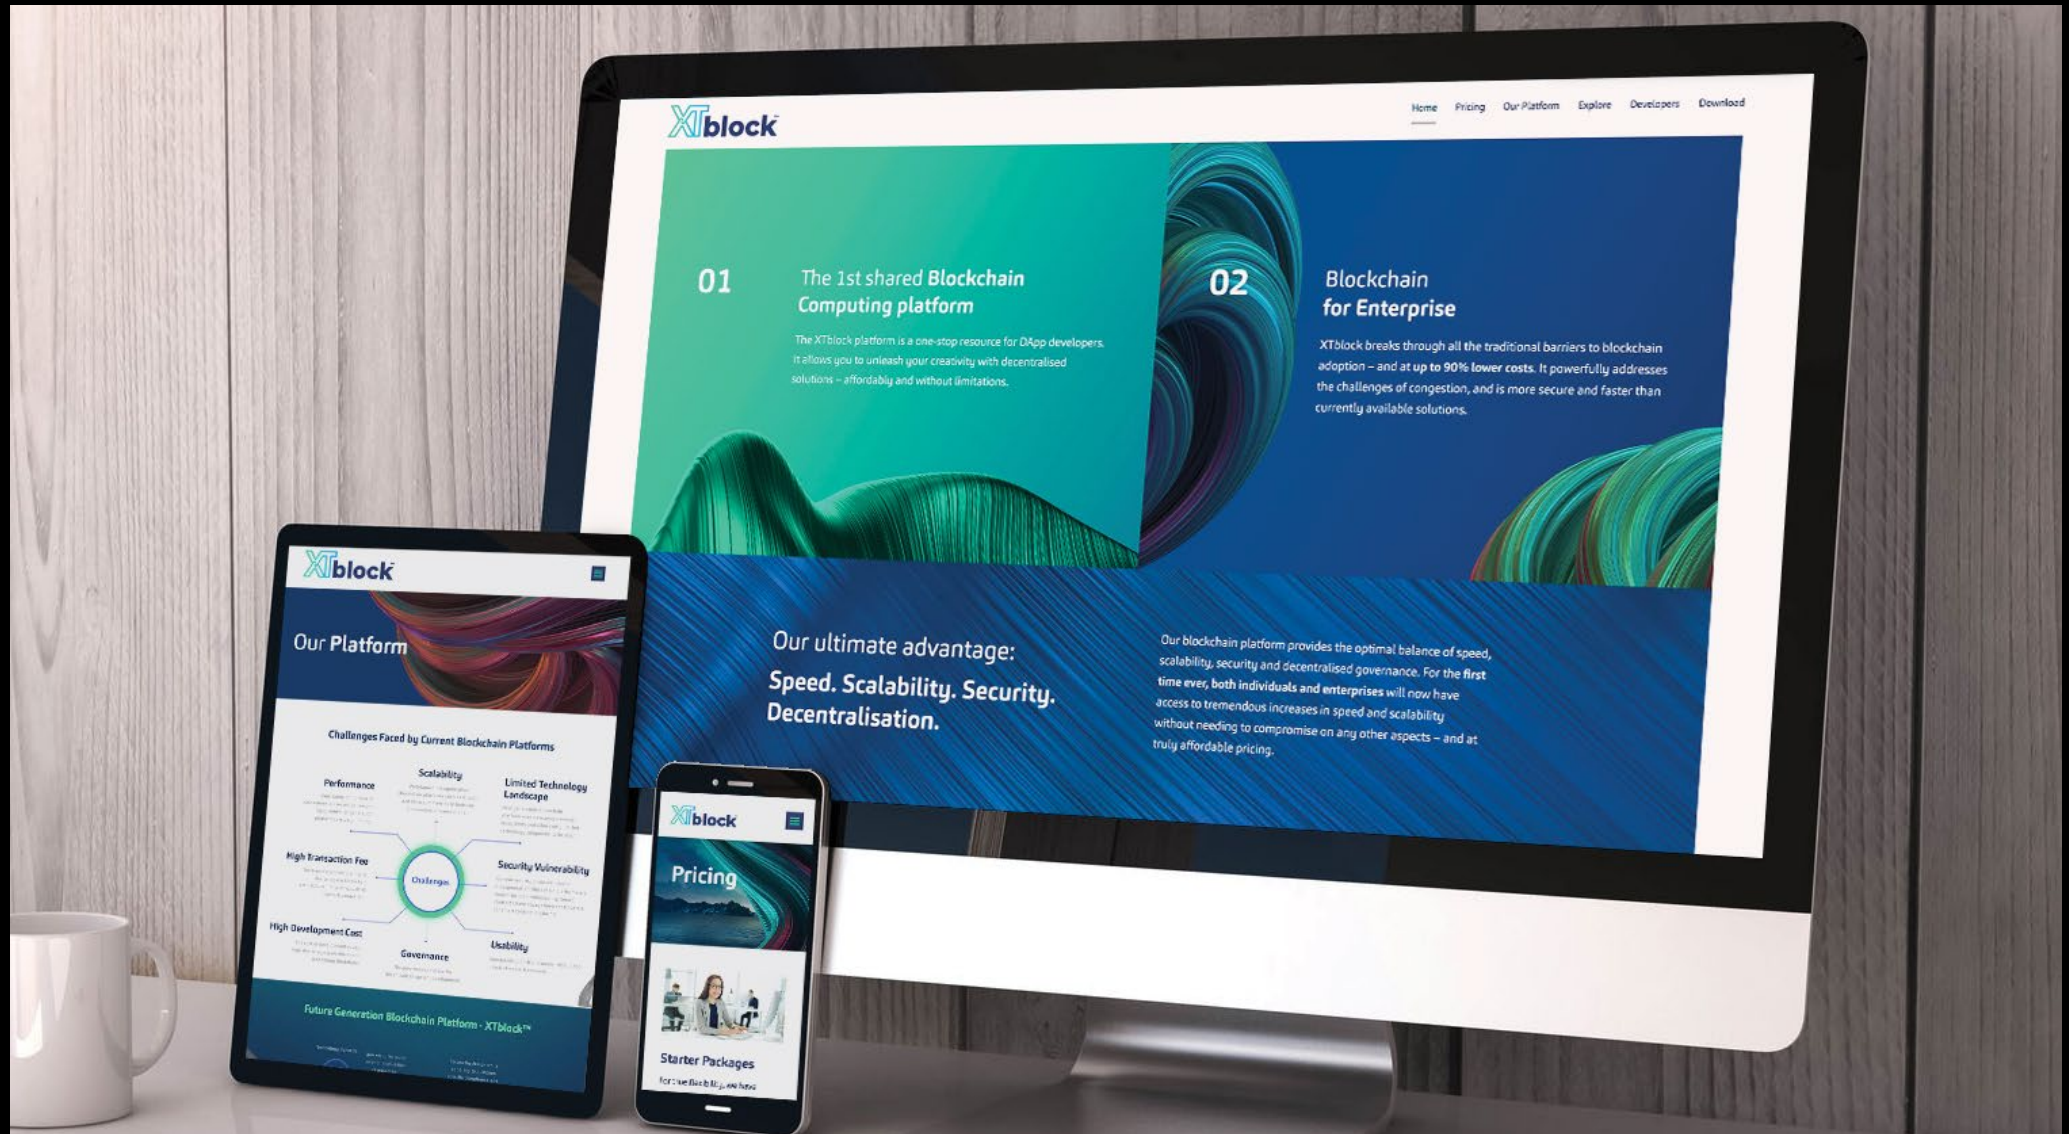 XTblock™
Home Pricing Our Platform Explore Developers Download
01
The 1st shared Blockchain
Computing platform
The XTblock platform is a one-stop resource for DApp developers.
It allows you to unleash your creativity with decentralised
solutions – affordably and without limitations.
02
Blockchain
for Enterprise
XTblock breaks through all the traditional barriers to blockchain
adoption – and at up to 90% lower costs. It powerfully addresses
the challenges of congestion, and is more secure and faster than
currently available solutions.
Our ultimate advantage:
Speed. Scalability. Security.
Decentralisation.
Our blockchain platform provides the optimal balance of speed,
scalability, security and decentralised governance. For the first
time ever, both individuals and enterprises will now have
access to tremendous increases in speed and scalability
without needing to compromise on any other aspects – and at
truly affordable pricing.
XTblock
Our Platform
Challenges Faced by Current Blockchain Platforms
Performance
Scalability
Limited Technology
Landscape
High Transaction Fee
Challenges
Security Vulnerability
High Development Cost
Governance
Usability
Future Generation Blockchain Platform - XTblock™
XTblock
Pricing
Starter Packages
For true flexibility, we have